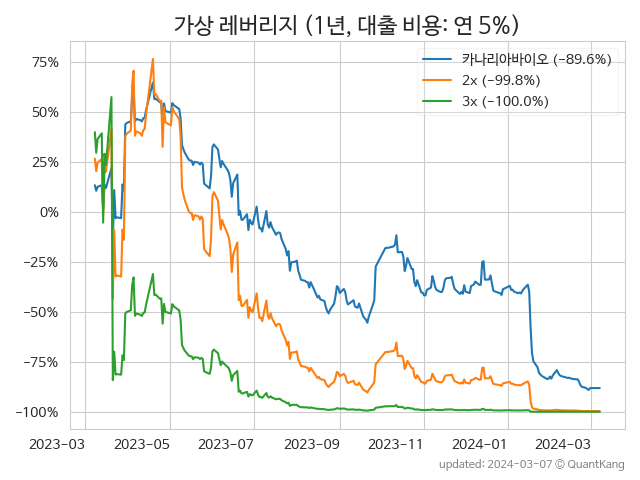 가상 레버리지 (1년, 대출 비용: 연 5%)
카나리아바이오 (−89.6%)
2x (−99.8%)
3x (−100.0%)
75%
50%
25%
0%
−25%
−50%
−75%
−100%
2023-03 2023-05 2023-07 2023-09 2023-11 2024-01 2024-03
updated: 2024-03-07 © QuantKang